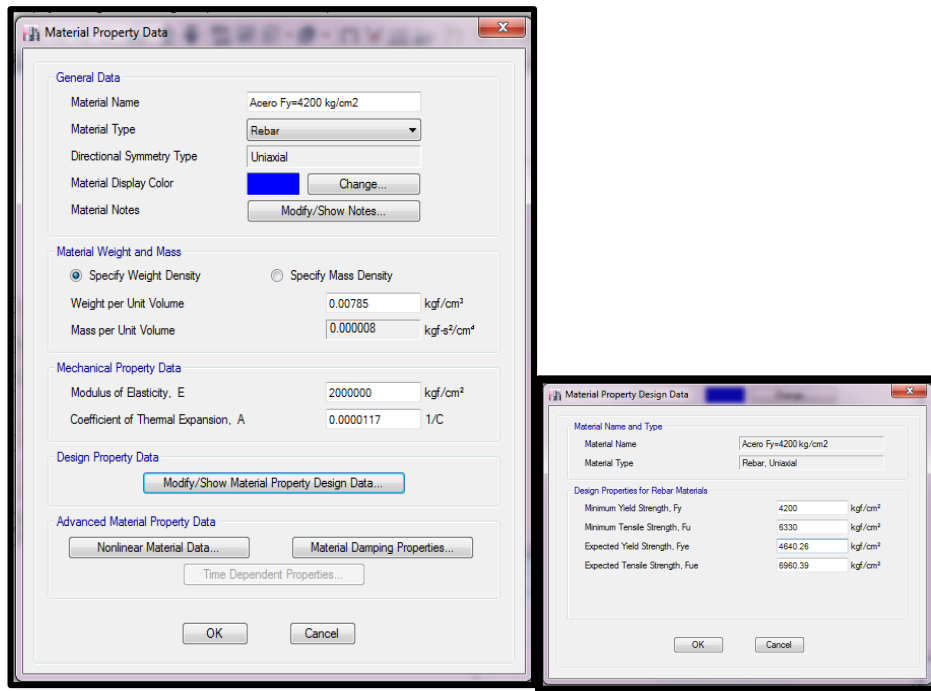 Material Property Data
General Data
Material Name Acero Fy=4200 kg/cm2
Material Type Rebar
Directional Symmetry Type Uniaxial
Material Display Color Change...
Material Notes Modify/Show Notes...
Material Weight and Mass
Specify Weight Density Specify Mass Density
Weight per Unit Volume 0.00785 kgf/cm³
Mass per Unit Volume 0.000008 kgf-s²/cm⁴
Mechanical Property Data
Modulus of Elasticity, E 2000000 kgf/cm²
Coefficient of Thermal Expansion, A 0.0000117 1/C
Design Property Data
Modify/Show Material Property Design Data...
Advanced Material Property Data
Nonlinear Material Data... Material Damping Properties...
Time Dependent Properties...
OK Cancel
Material Property Design Data
Material Name and Type
Material Name Acero Fy=4200 kg/cm2
Material Type Rebar, Uniaxial
Design Properties for Rebar Materials
Minimum Yield Strength, Fy 4200 kgf/cm²
Minimum Tensile Strength, Fu 6330 kgf/cm²
Expected Yield Strength, Fye 4640.26 kgf/cm²
Expected Tensile Strength, Fue 6960.39 kgf/cm²
OK Cancel